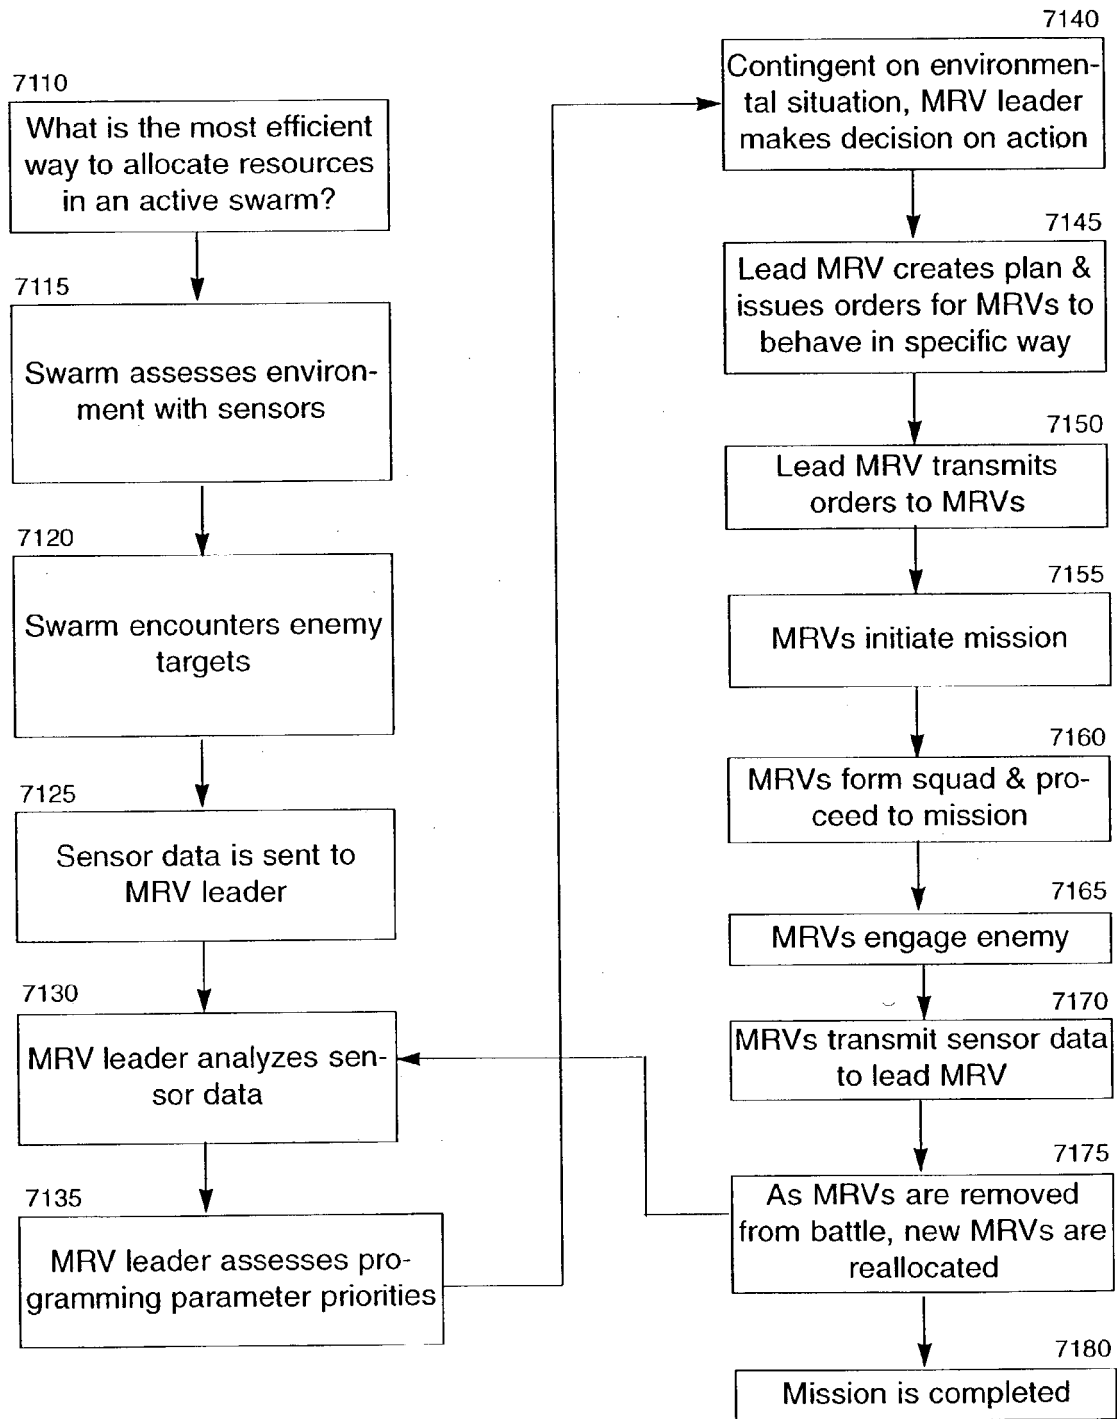 7110
What is the most efficient
way to allocate resources
in an active swarm?
7115
Swarm assesses environ-
ment with sensors
7120
Swarm encounters enemy
targets
7125
Sensor data is sent to
MRV leader
7130
MRV leader analyzes sen-
sor data
7135
MRV leader assesses pro-
gramming parameter priorities
7140
Contingent on environmen-
tal situation, MRV leader
makes decision on action
7145
Lead MRV creates plan &
issues orders for MRVs to
behave in specific way
7150
Lead MRV transmits
orders to MRVs
7155
MRVs initiate mission
7160
MRVs form squad & pro-
ceed to mission
7165
MRVs engage enemy
7170
MRVs transmit sensor data
to lead MRV
7175
As MRVs are removed
from battle, new MRVs are
reallocated
7180
Mission is completed